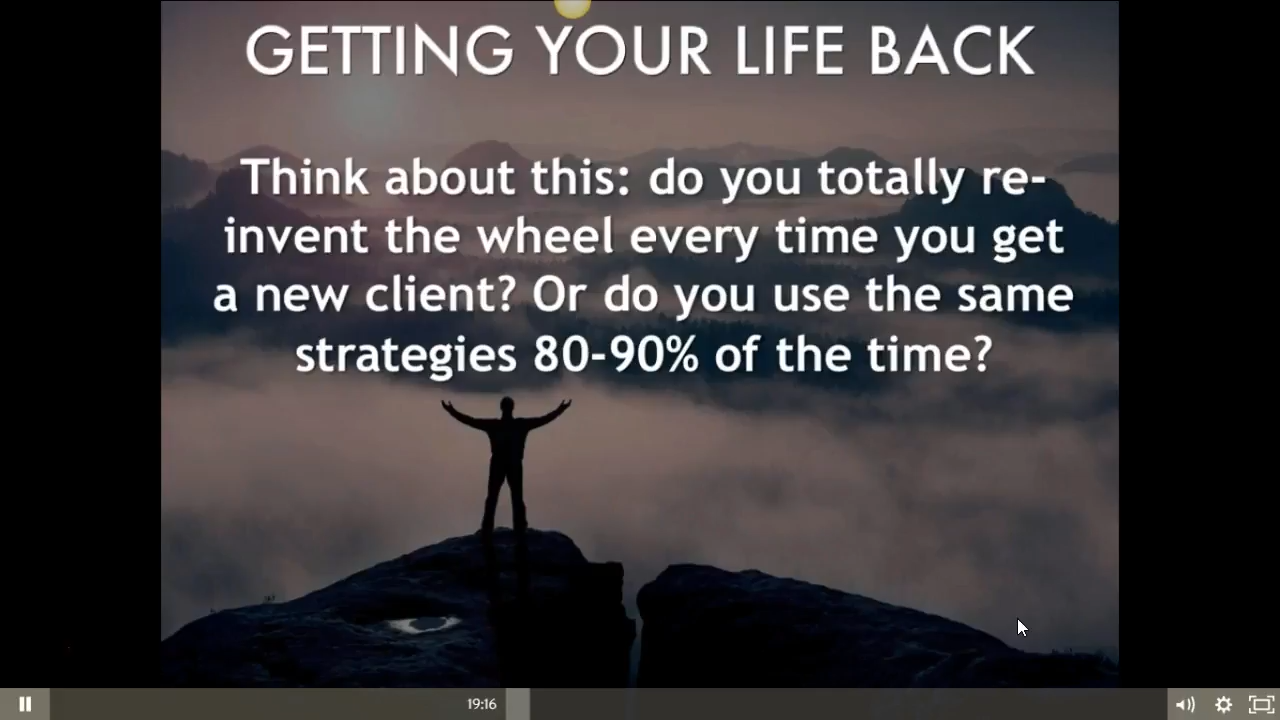 GETTING YOUR LIFE BACK
Think about this: do you totally re-
invent the wheel every time you get
a new client? Or do you use the same
strategies 80-90% of the time?
19:16